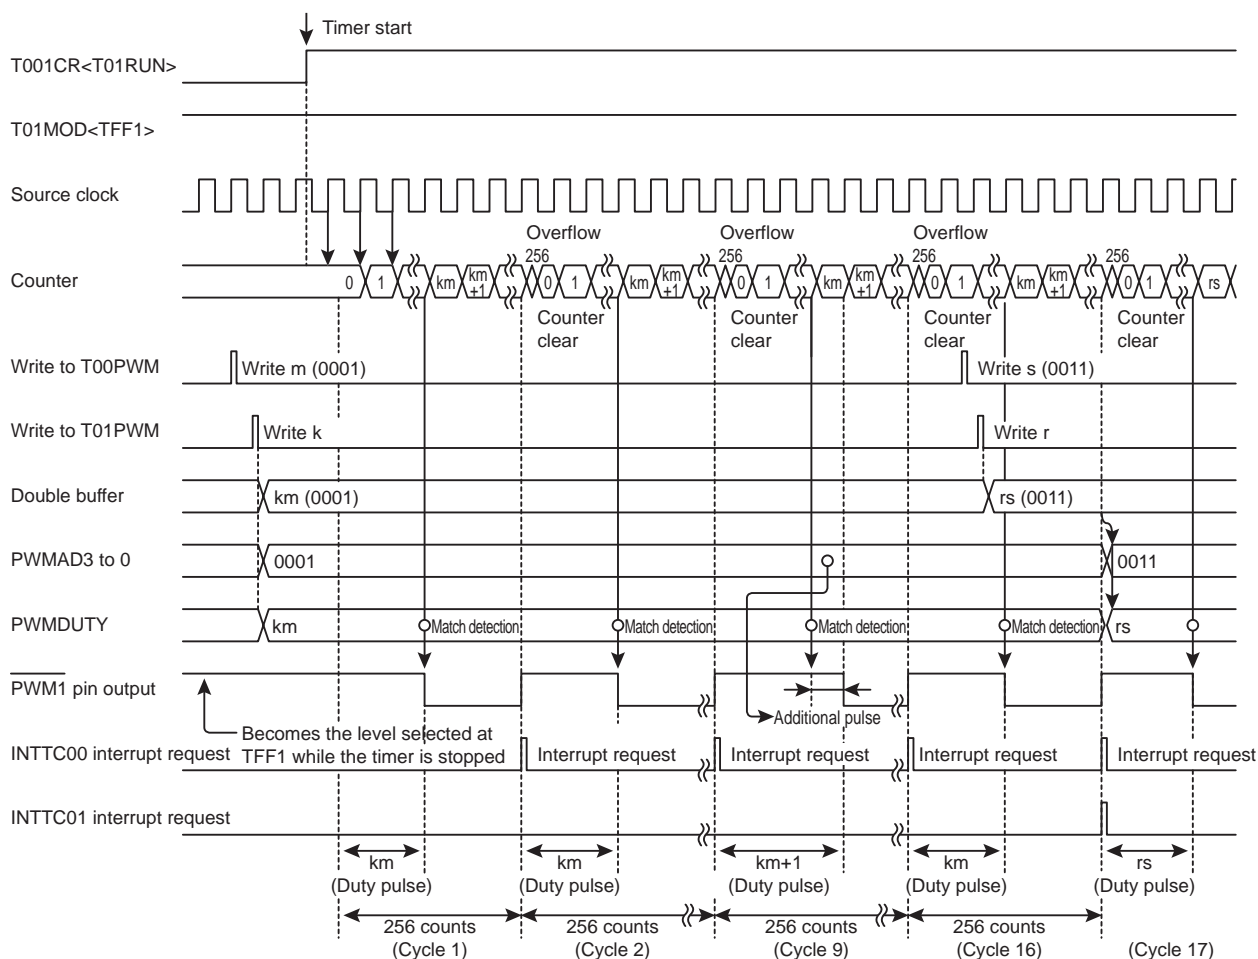 Timer start
T001CR<T01RUN>
T01MOD<TFF1>
Source clock
Overflow Overflow Overflow
256 256 256 256
Counter 0 1 km km+1 0 1 km km+1 0 1 km km+1 0 1 km km+1 0 1 rs
Counter clear Counter clear Counter clear Counter clear
Write to T00PWM Write m (0001) Write s (0011)
Write to T01PWM Write k Write r
Double buffer km (0001) rs (0011)
PWMAD3 to 0 0001 0011
PWMDUTY km Match detection Match detection Match detection Match detection rs
PWM1 pin output
Additional pulse
Becomes the level selected at
TFF1 while the timer is stopped
INTTC00 interrupt request Interrupt request Interrupt request Interrupt request Interrupt request
INTTC01 interrupt request
km km km+1 km rs
(Duty pulse) (Duty pulse) (Duty pulse) (Duty pulse) (Duty pulse)
256 counts 256 counts 256 counts 256 counts
(Cycle 1) (Cycle 2) (Cycle 9) (Cycle 16) (Cycle 17)